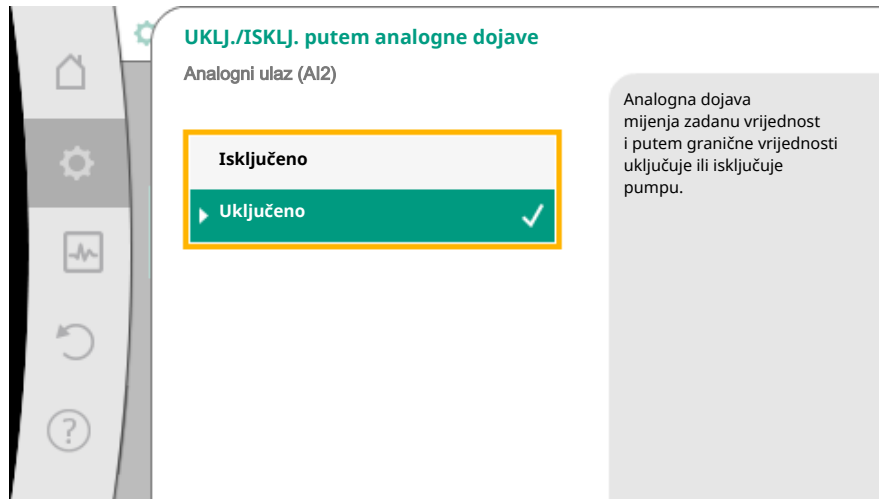 UKLJ./ISKLJ. putem analogne dojave
Analogni ulaz (AI2)
Isključeno
Uključeno
Analogna dojava
mijenja zadanu vrijednost
i putem granične vrijednosti
uključuje ili isključuje
pumpu.
?